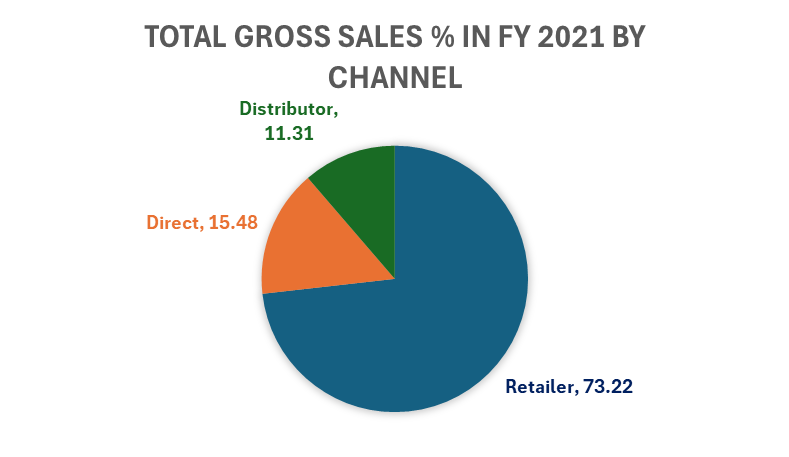 TOTAL GROSS SALES % IN FY 2021 BY
CHANNEL
Distributor,
11.31
Direct, 15.48
Retailer, 73.22